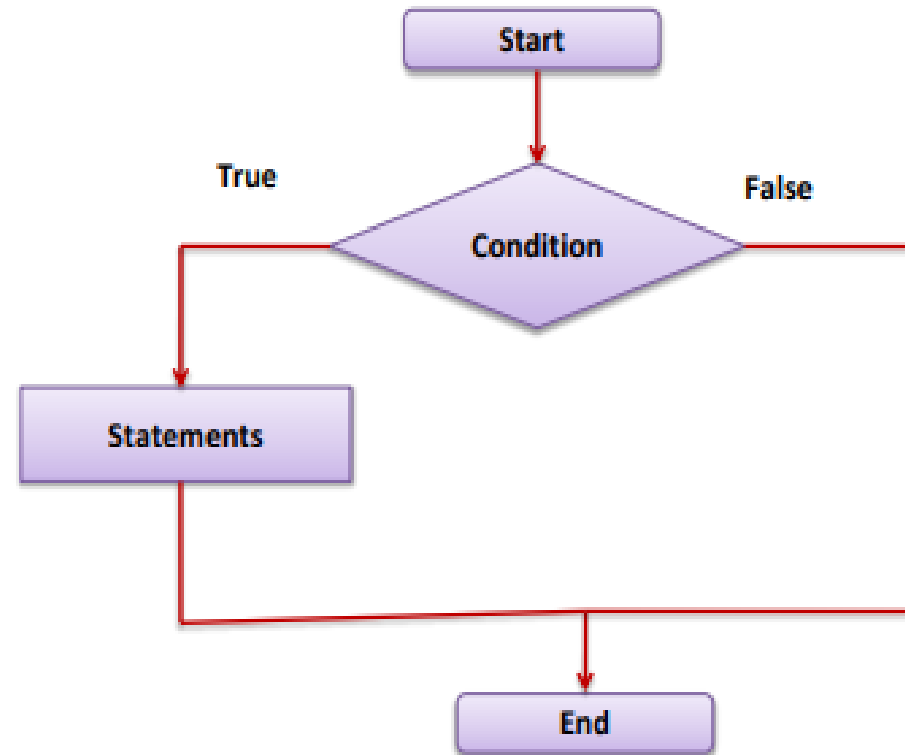 Start
True
False
Condition
Statements
End